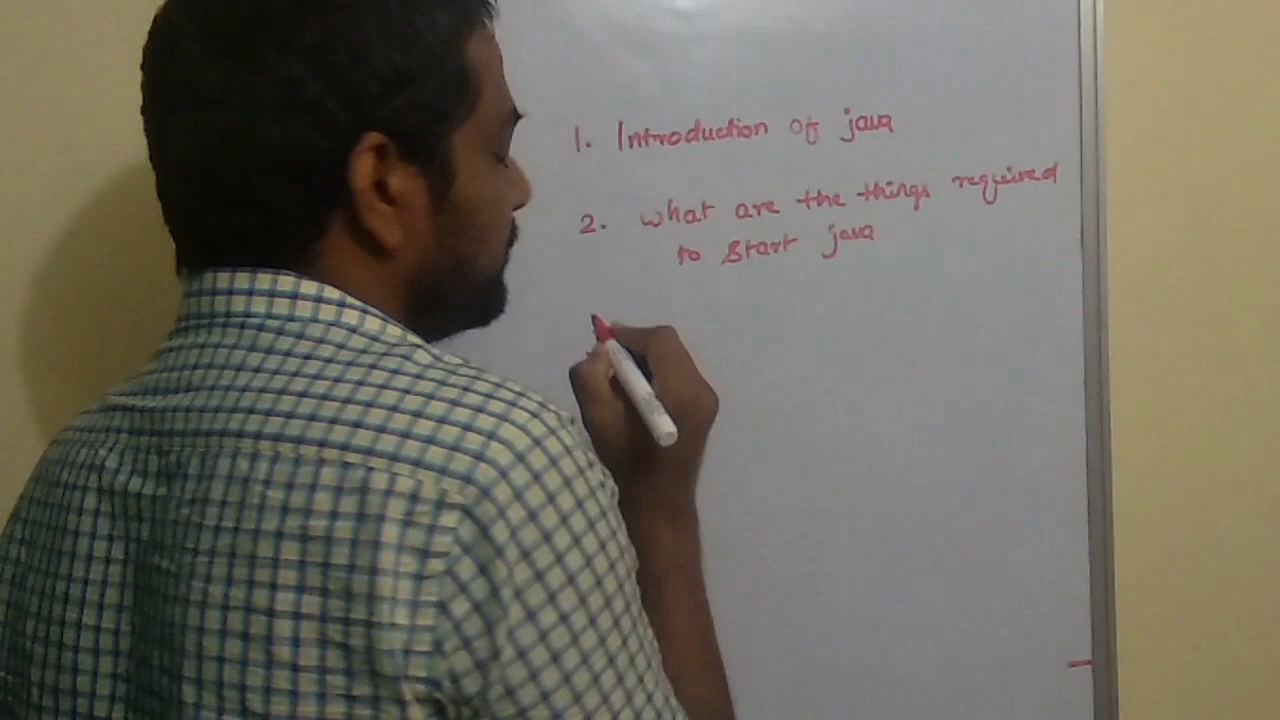 1. Introduction of java
2. What are the things required
to Start java